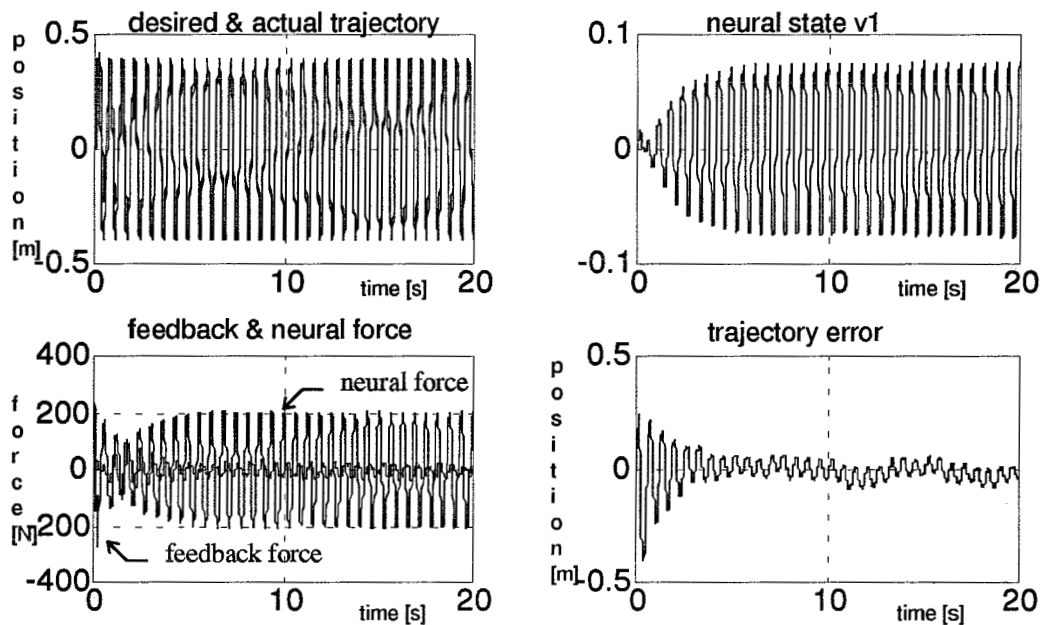 desired & actual trajectory
position [m]
0.5
0
-0.5
0
10
20
time [s]
neural state v1
0.1
0
-0.1
0
10
20
time [s]
feedback & neural force
force [N]
400
200
0
-200
-400
neural force
feedback force
0
10
20
time [s]
trajectory error
position [m]
0.5
0
-0.5
0
10
20
time [s]